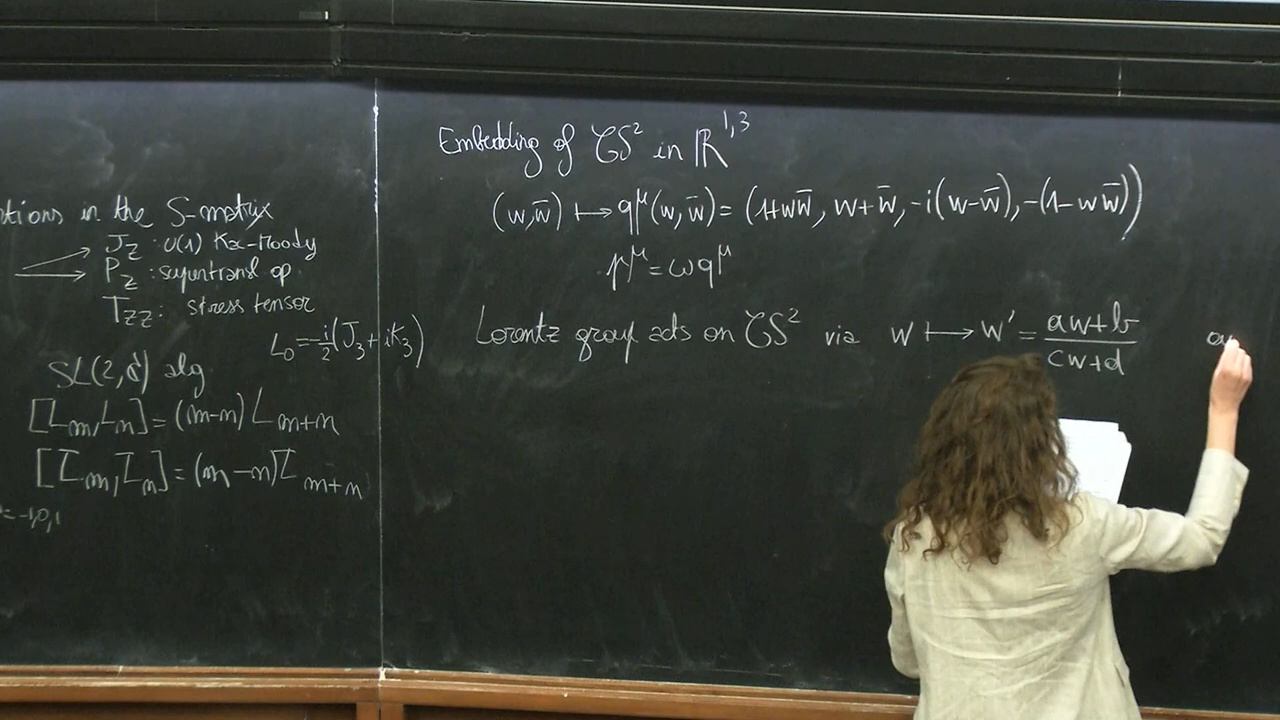 tions in the S-matrix
J_z : U(1) Kac-Moody
P_z : supertransl op
T_zz : stress tensor
L_0 = -i/2 (J_3 + iK_3)
SL(2,ℂ) alg
[L_m, L_n] = (m-n) L_{m+n}
[L̄_m, L̄_n] = (m-n) L̄_{m+n}
= -1,0,1
Embedding of CS² in ℝ^{1,3}
(w, w̄) ↦ q^μ(w, w̄) = (1+ww̄, w+w̄, -i(w-w̄), -(1-ww̄))
p^μ = ωq^μ
Lorentz group acts on CS² via w ↦ w' = (aw+b)/(cw+d) a